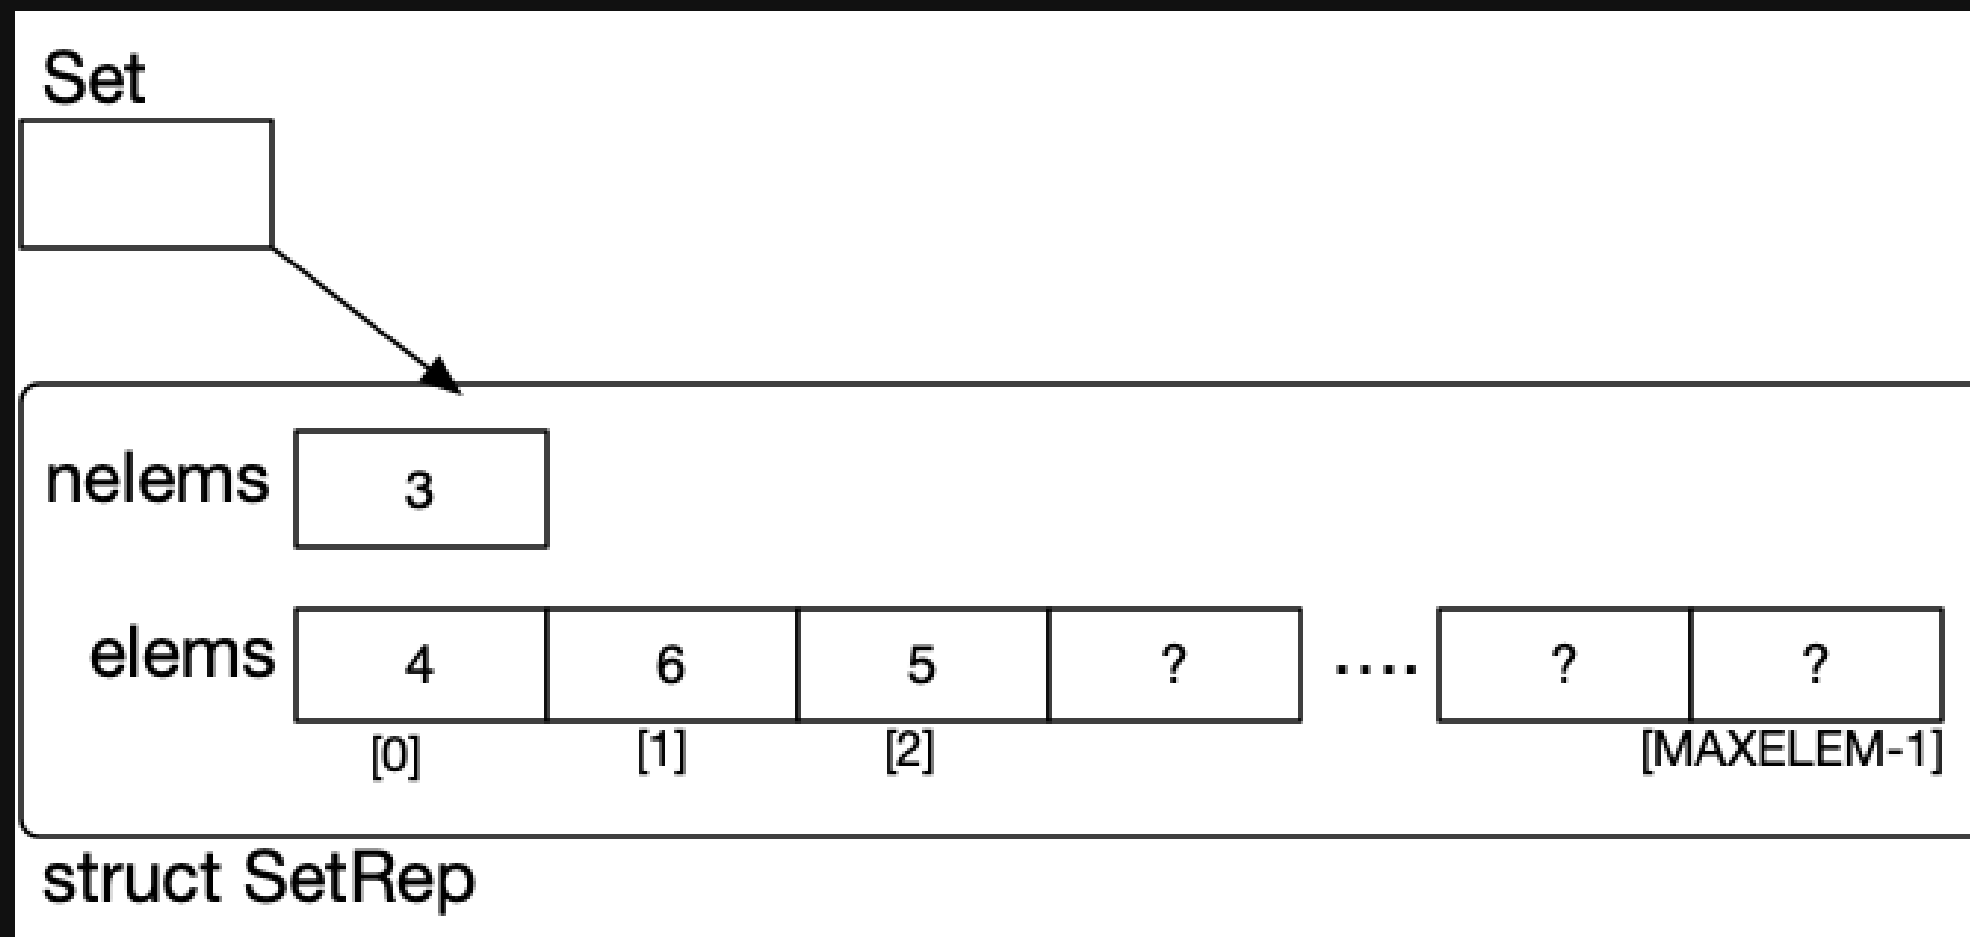 Set
nelems 3
elems 4 6 5 ? .... ? ?
[0] [1] [2] [MAXELEM-1]
struct SetRep